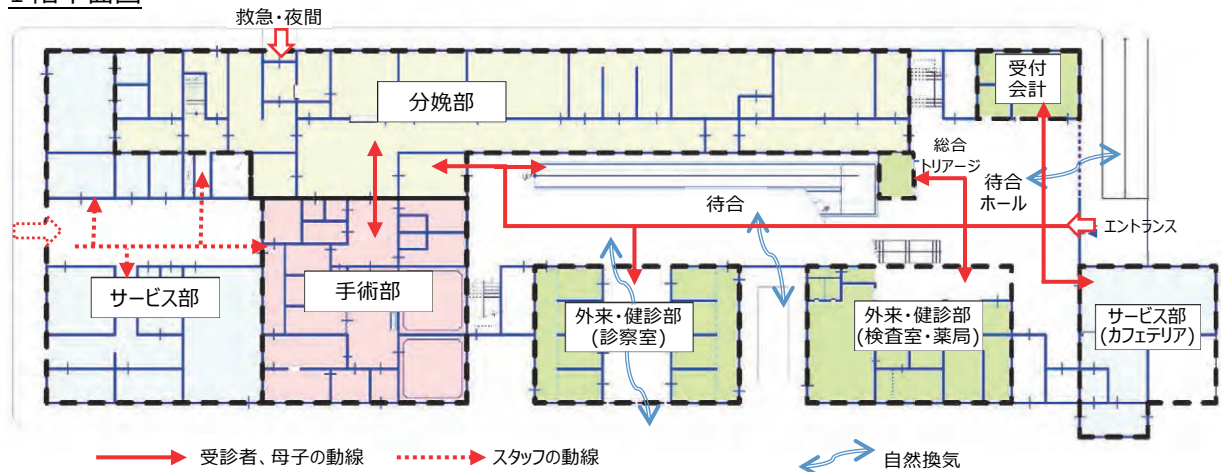 1階平面図
救急・夜間
分娩部
受付
会計
総合
トリアージ
待合
ホール
待合
エントランス
サービス部
手術部
外来・健診部
(診察室)
外来・健診部
(検査室・薬局)
サービス部
(カフェテリア)
受診者、母子の動線
スタッフの動線
自然換気